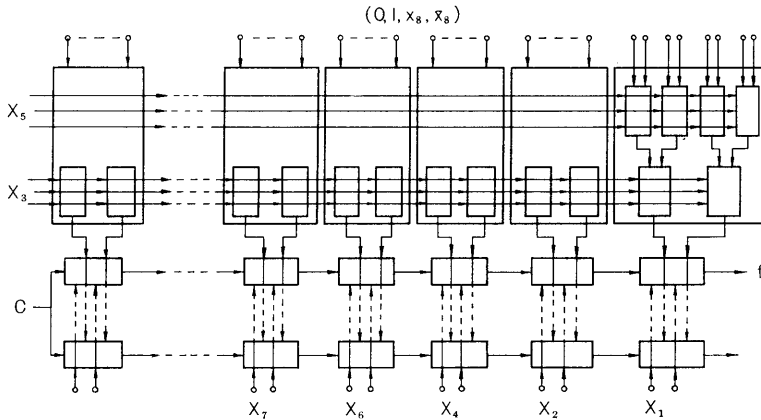 (0, 1, x₈, x̄₈)
X₅
X₃
f
C
X₇ X₆ X₄ X₂ X₁